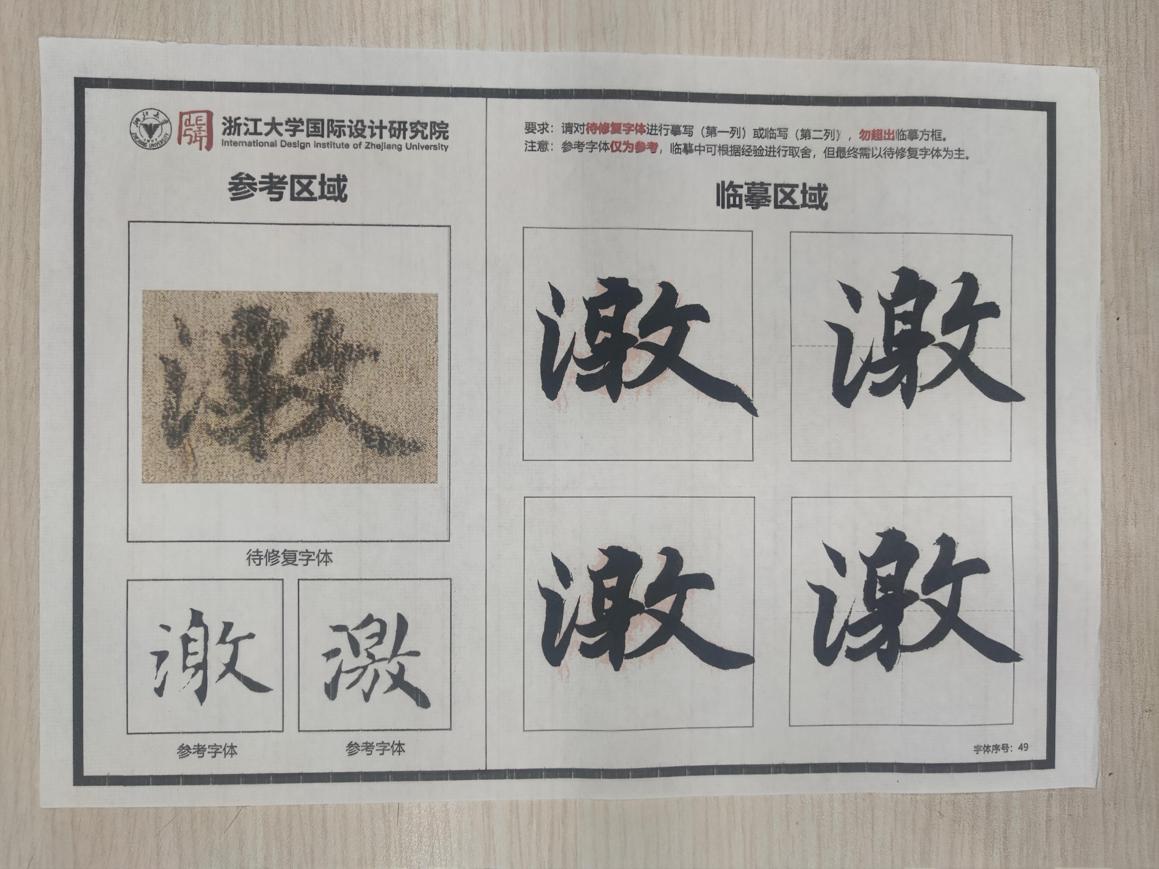 浙江大学国际设计研究院
International Design Institute of Zhejiang University
参考区域
激
待修复字体
激 激
参考字体 参考字体
要求：请对待修复字体进行摹写（第一列）或临写（第二列），勿超出临摹方框。
注意：参考字体仅为参考，临摹中可根据经验进行取舍，但最终需以待修复字体为主。
临摹区域
激 激
激 激
字体序号：49